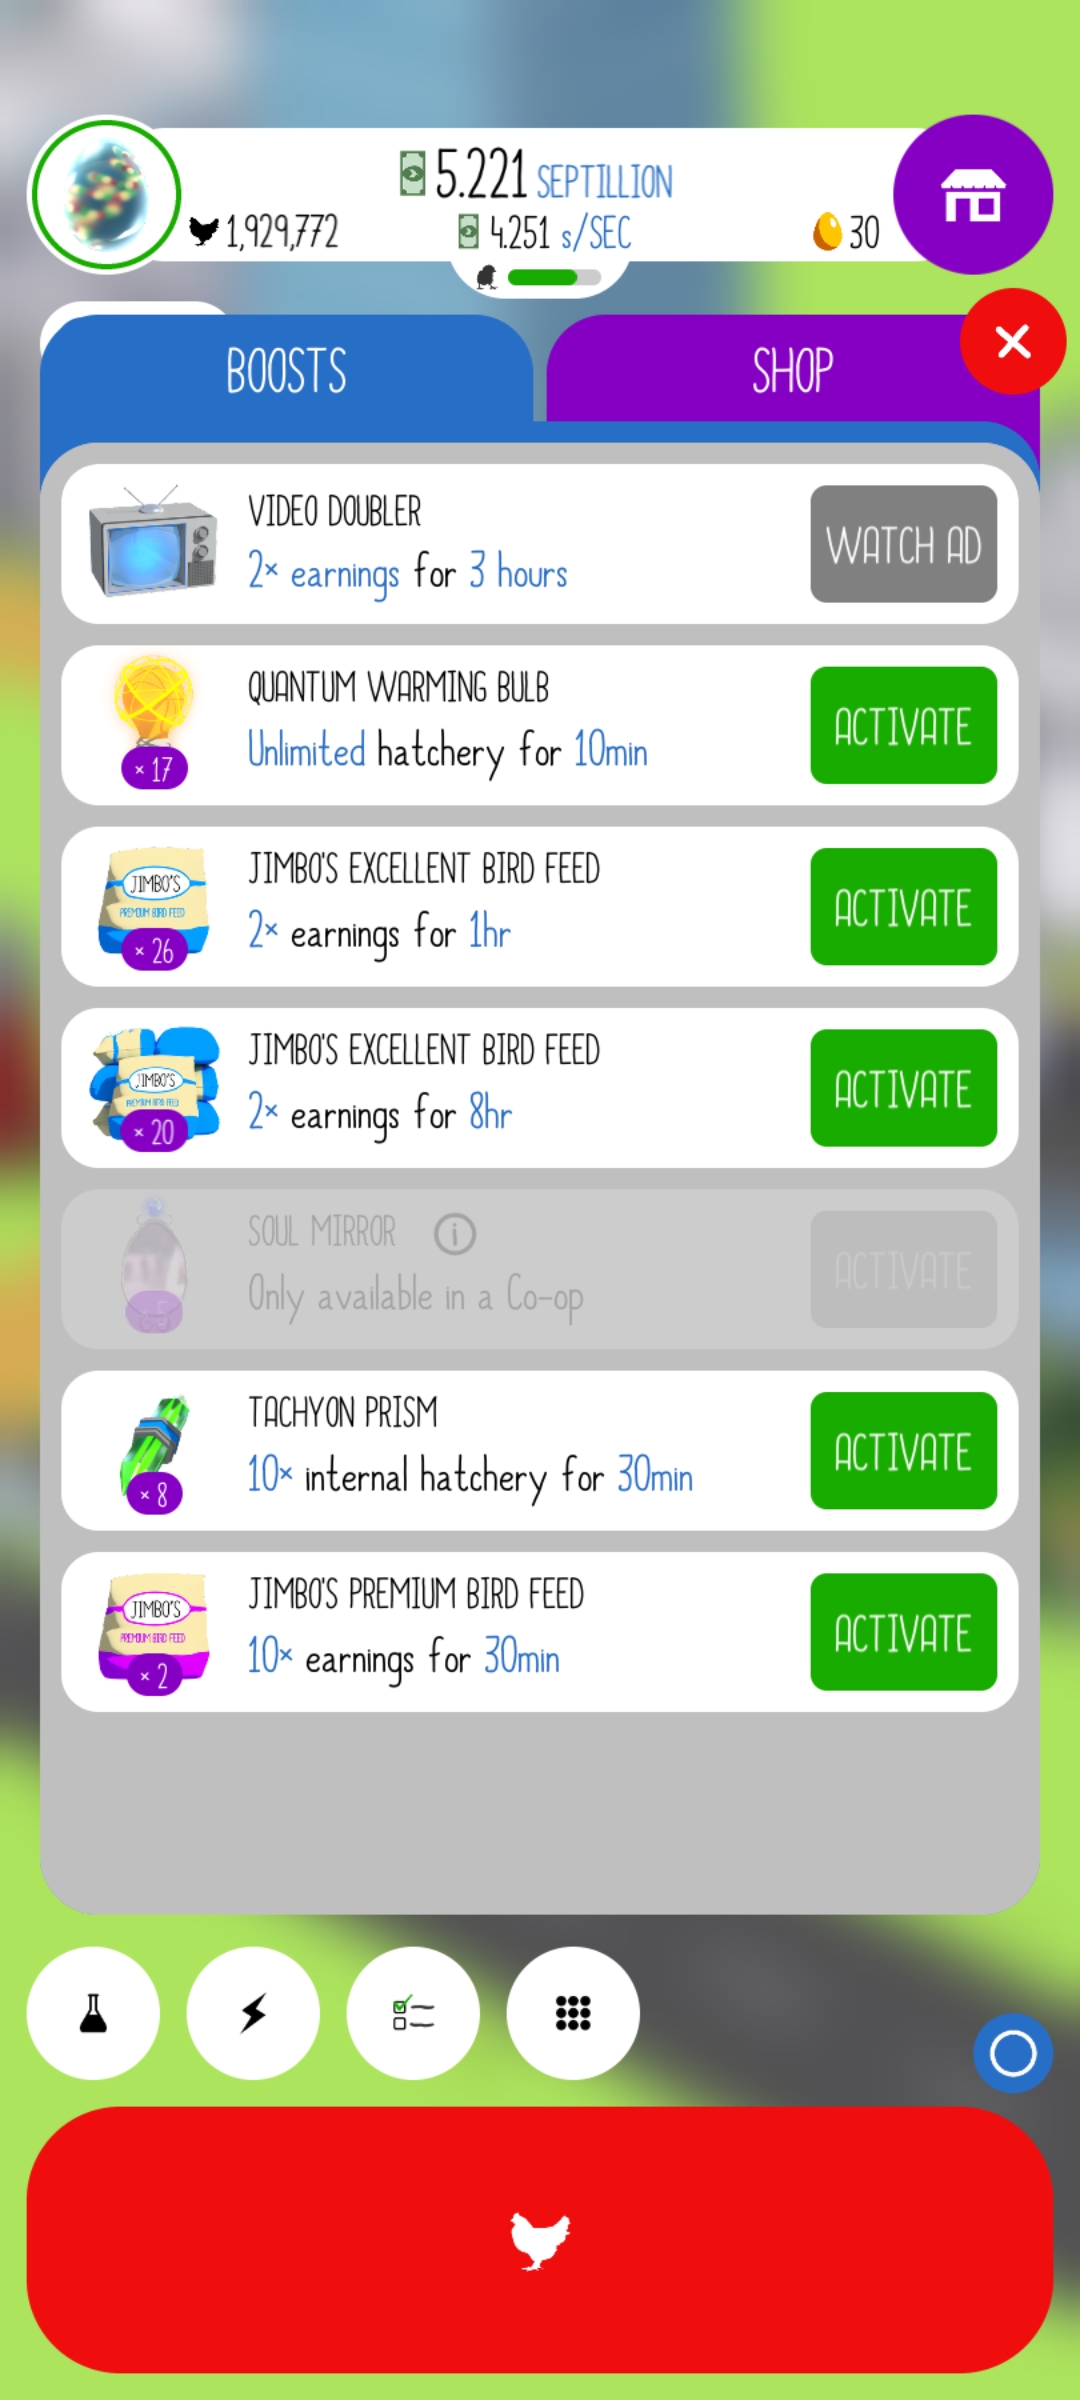 5.221 SEPTILLION
1,929,772
4.251 s/SEC
30
BOOSTS
SHOP
VIDEO DOUBLER
2× earnings for 3 hours
WATCH AD
QUANTUM WARMING BULB
Unlimited hatchery for 10min
× 17
ACTIVATE
JIMBO'S EXCELLENT BIRD FEED
2× earnings for 1hr
JIMBO'S
PREMIUM BIRD FEED
× 26
ACTIVATE
JIMBO'S EXCELLENT BIRD FEED
2× earnings for 8hr
JIMBO'S
PREMIUM BIRD FEED
× 20
ACTIVATE
SOUL MIRROR i
Only available in a Co-op
ACTIVATE
TACHYON PRISM
10× internal hatchery for 30min
× 8
ACTIVATE
JIMBO'S PREMIUM BIRD FEED
10× earnings for 30min
JIMBO'S
PREMIUM BIRD FEED
× 2
ACTIVATE